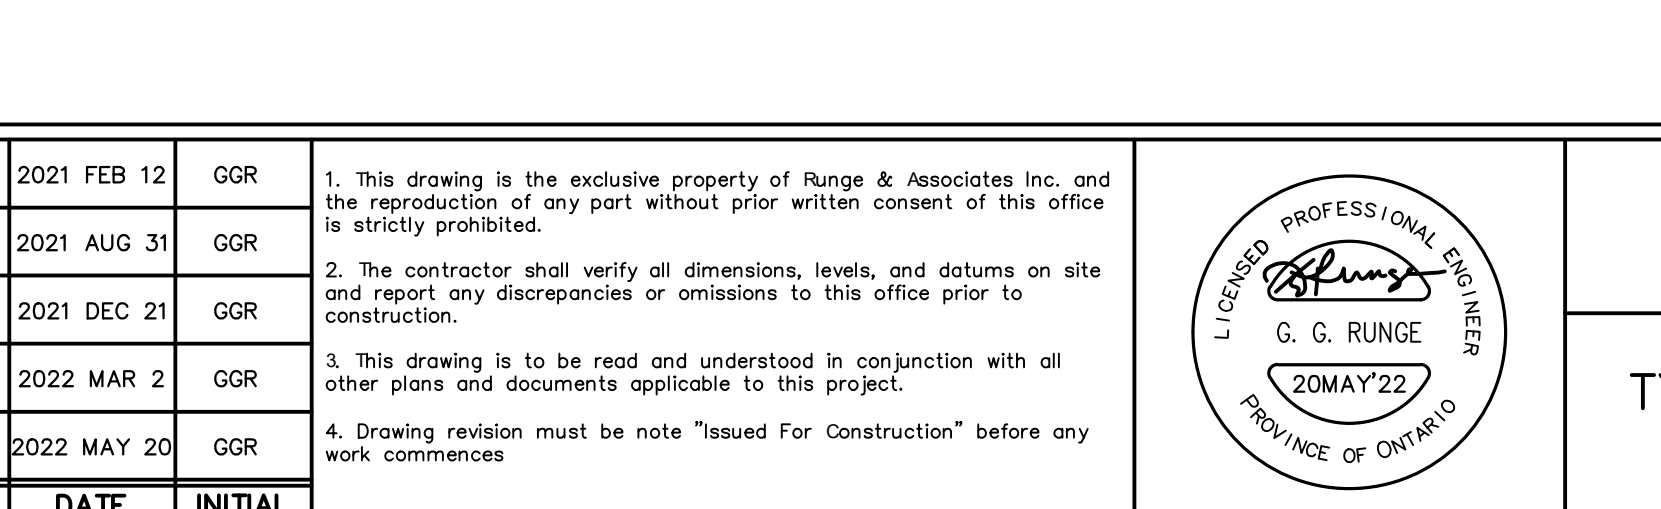 2021 FEB 12 GGR
2021 AUG 31 GGR
2021 DEC 21 GGR
2022 MAR 2 GGR
2022 MAY 20 GGR
DATE INITIAL
1. This drawing is the exclusive property of Runge & Associates Inc. and
the reproduction of any part without prior written consent of this office
is strictly prohibited.
2. The contractor shall verify all dimensions, levels, and datums on site
and report any discrepancies or omissions to this office prior to
construction.
3. This drawing is to be read and understood in conjunction with all
other plans and documents applicable to this project.
4. Drawing revision must be note "Issued For Construction" before any
work commences
LICENSED PROFESSIONAL ENGINEER
G. G. RUNGE
20MAY'22
PROVINCE OF ONTARIO